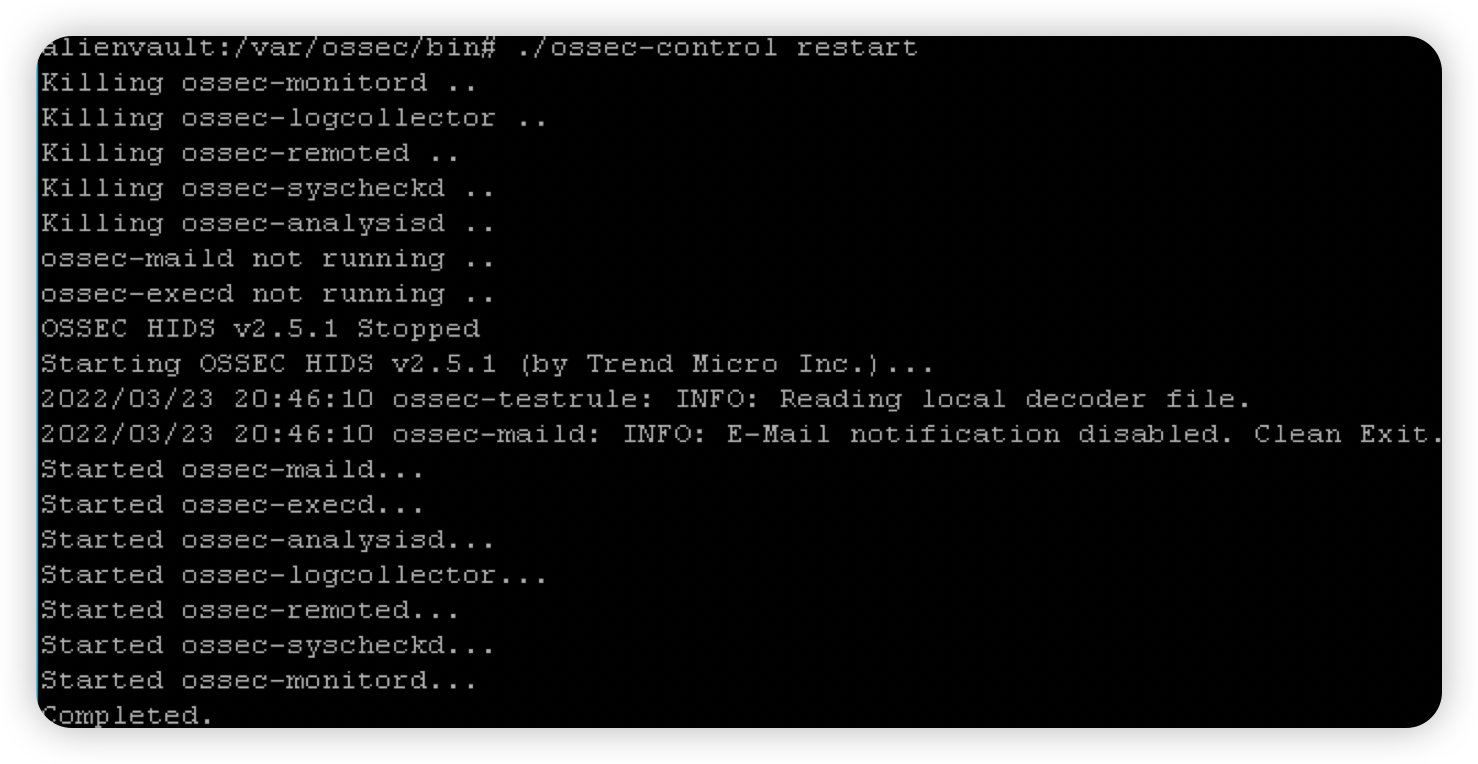 alienvault:/var/ossec/bin# ./ossec-control restart
Killing ossec-monitord ..
Killing ossec-logcollector ..
Killing ossec-remoted ..
Killing ossec-syscheckd ..
Killing ossec-analysisd ..
ossec-maild not running ..
ossec-execd not running ..
OSSEC HIDS v2.5.1 Stopped
Starting OSSEC HIDS v2.5.1 (by Trend Micro Inc.)...
2022/03/23 20:46:10 ossec-testrule: INFO: Reading local decoder file.
2022/03/23 20:46:10 ossec-maild: INFO: E-Mail notification disabled. Clean Exit.
Started ossec-maild...
Started ossec-execd...
Started ossec-analysisd...
Started ossec-logcollector...
Started ossec-remoted...
Started ossec-syscheckd...
Started ossec-monitord...
Completed.